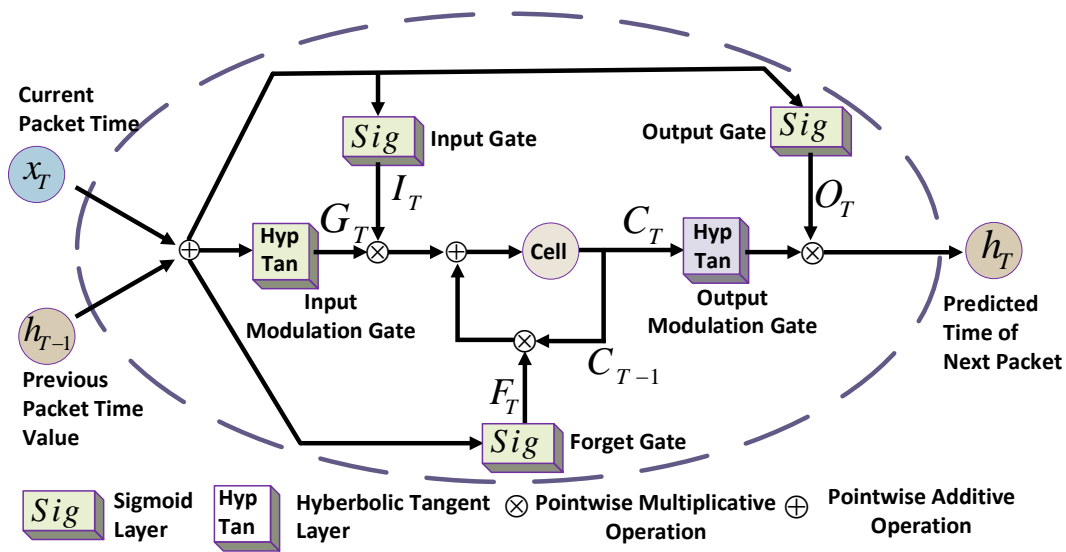 Current
Packet Time
x_T
h_{T-1}
Previous
Packet Time
Value
Sig
Input Gate
I_T
G_T
Hyp
Tan
Input
Modulation Gate
Cell
C_T
C_{T-1}
F_T
Sig
Forget Gate
Output Gate
Sig
O_T
Hyp
Tan
Output
Modulation Gate
h_T
Predicted
Time of
Next Packet
Sig
Sigmoid
Layer
Hyp
Tan
Hyberbolic Tangent
Layer
⊗ Pointwise Multiplicative
Operation
⊕ Pointwise Additive
Operation